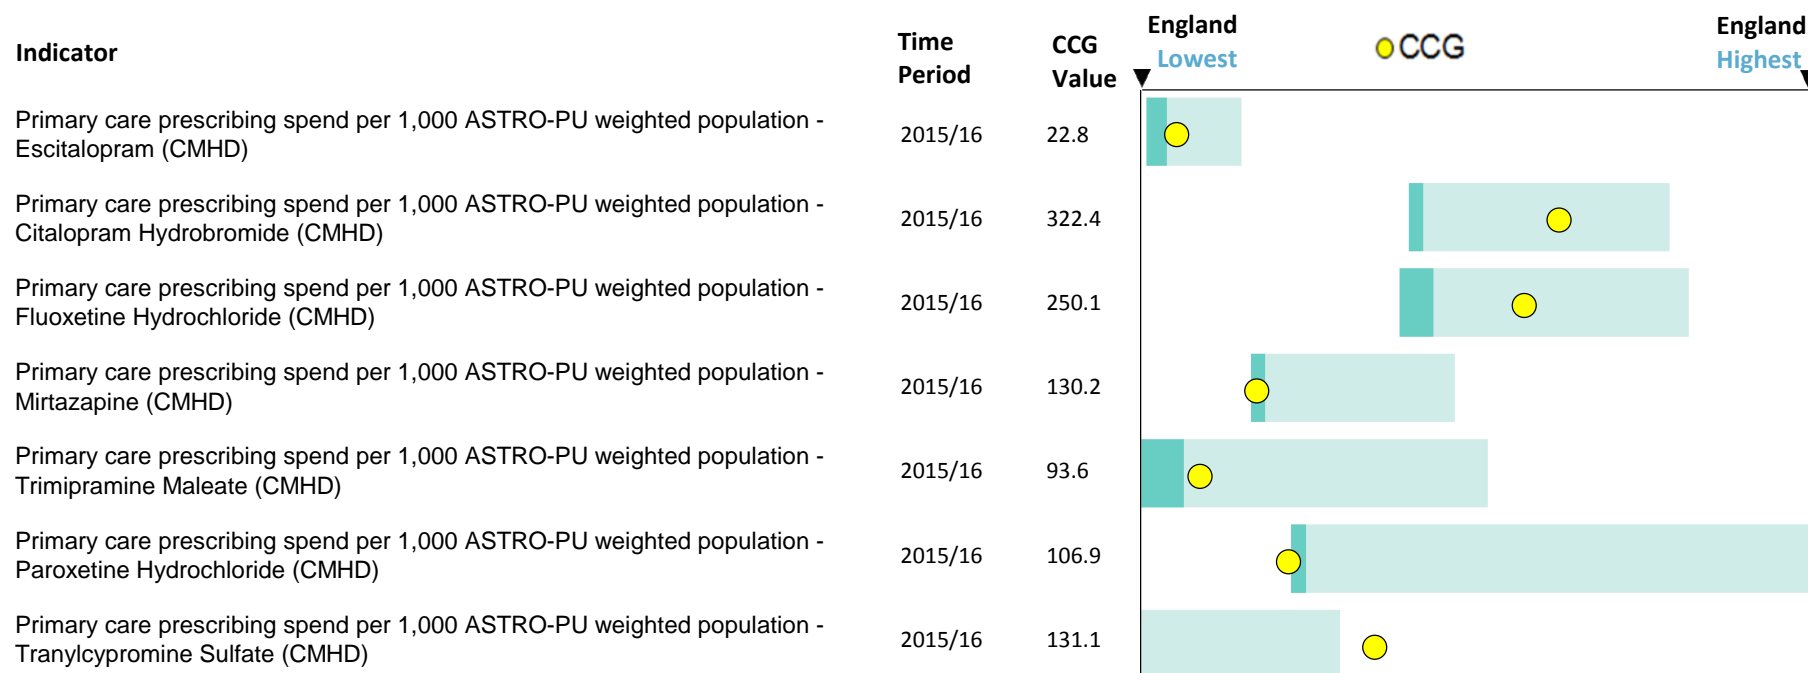 Indicator
Time Period
CCG Value
England Lowest
CCG
England Highest
Primary care prescribing spend per 1,000 ASTRO-PU weighted population -
Escitalopram (CMHD)
2015/16
22.8
Primary care prescribing spend per 1,000 ASTRO-PU weighted population -
Citalopram Hydrobromide (CMHD)
2015/16
322.4
Primary care prescribing spend per 1,000 ASTRO-PU weighted population -
Fluoxetine Hydrochloride (CMHD)
2015/16
250.1
Primary care prescribing spend per 1,000 ASTRO-PU weighted population -
Mirtazapine (CMHD)
2015/16
130.2
Primary care prescribing spend per 1,000 ASTRO-PU weighted population -
Trimipramine Maleate (CMHD)
2015/16
93.6
Primary care prescribing spend per 1,000 ASTRO-PU weighted population -
Paroxetine Hydrochloride (CMHD)
2015/16
106.9
Primary care prescribing spend per 1,000 ASTRO-PU weighted population -
Tranylcypromine Sulfate (CMHD)
2015/16
131.1